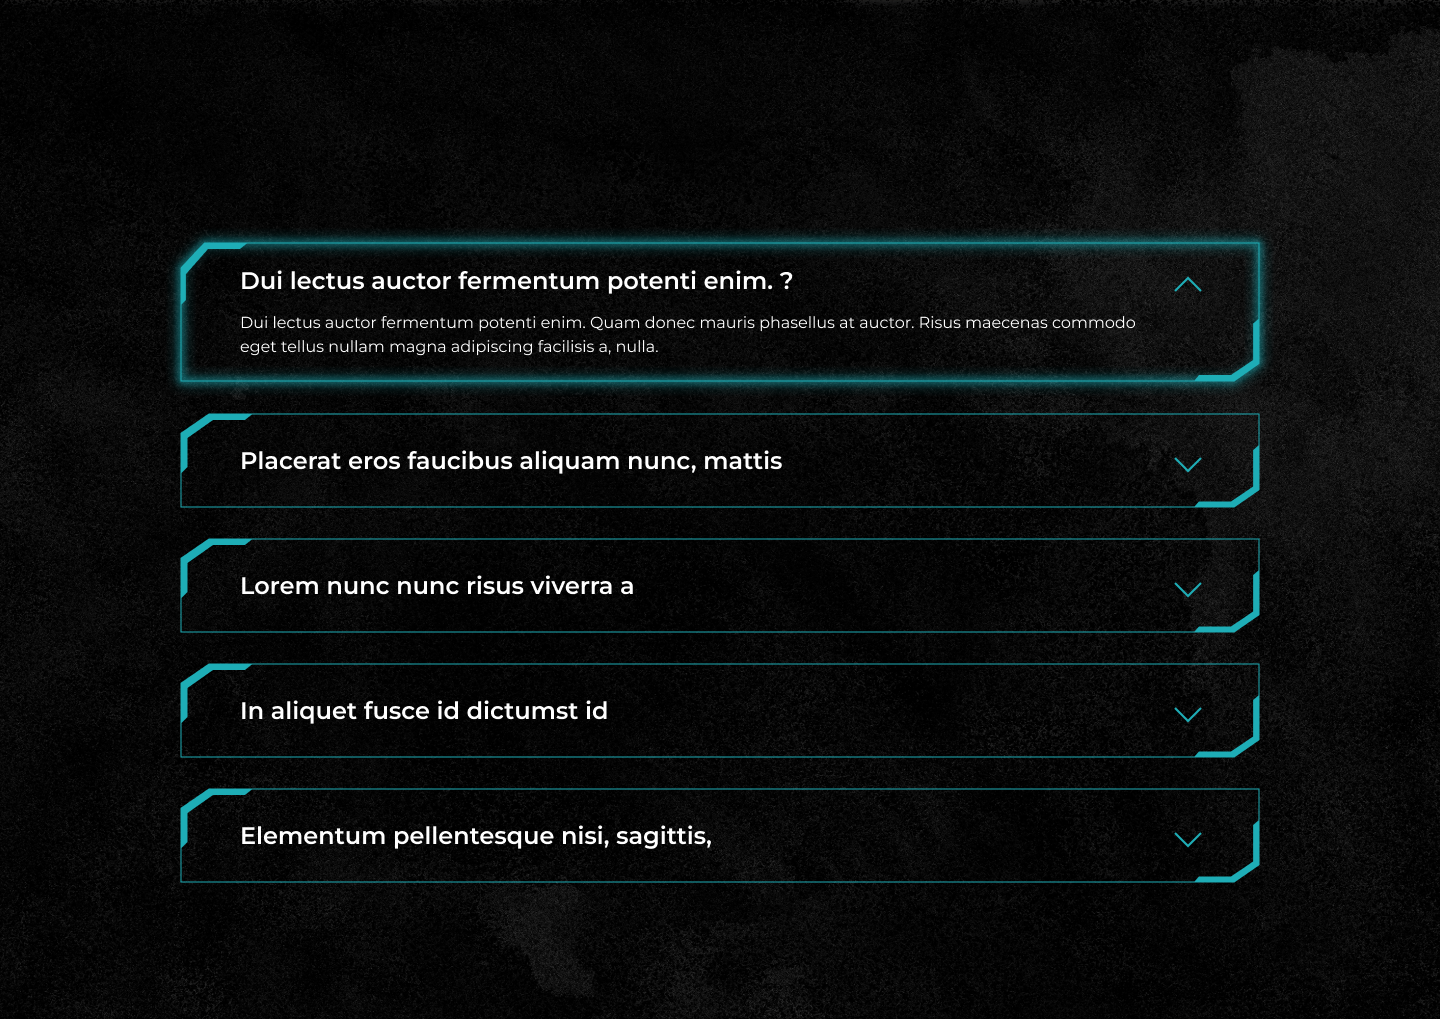 Dui lectus auctor fermentum potenti enim. ?
Dui lectus auctor fermentum potenti enim. Quam donec mauris phasellus at auctor. Risus maecenas commodo
eget tellus nullam magna adipiscing facilisis a, nulla.
Placerat eros faucibus aliquam nunc, mattis
Lorem nunc nunc risus viverra a
In aliquet fusce id dictumst id
Elementum pellentesque nisi, sagittis,